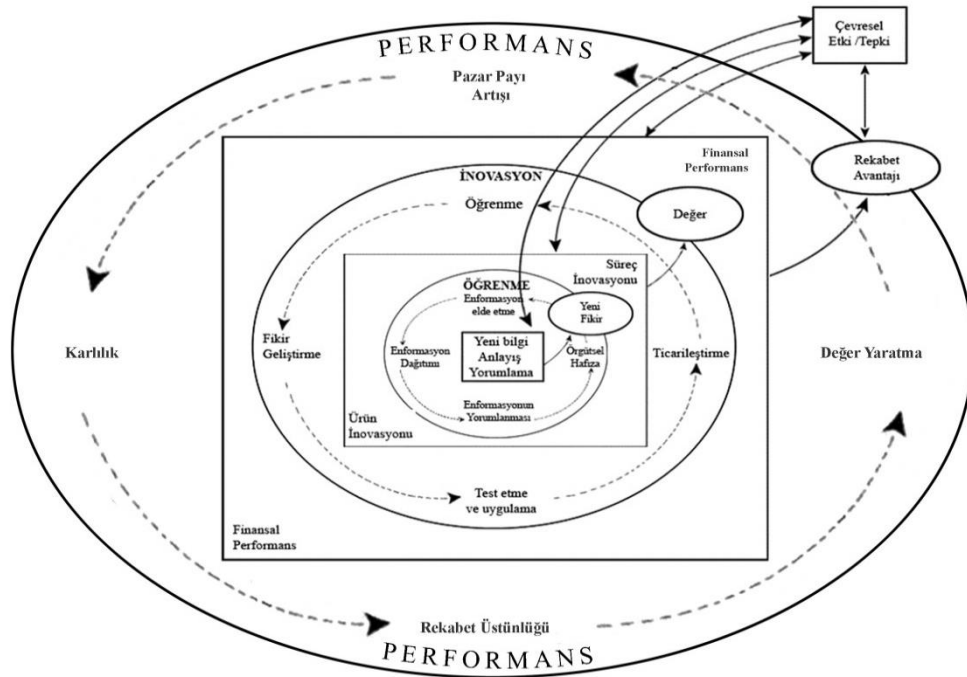 PERFORMANS
Pazar Payı
Artışı
Çevresel
Etki /Tepki
Finansal
Performans
Rekabet
Avantajı
İNOVASYON
Öğrenme
Değer
Süreç
İnovasyonu
ÖĞRENME
Enformasyon
elde etme
Yeni
Fikir
Karlılık
Fikir
Geliştirme
Enformasyon
Dağıtımı
Yeni bilgi
Anlayış
Yorumlama
Örgütsel
Hafıza
Ticarileştirme
Değer Yaratma
Enformasyonun
Yorumlanması
Ürün
İnovasyonu
Test etme
ve uygulama
Finansal
Performans
Rekabet Üstünlüğü
PERFORMANS